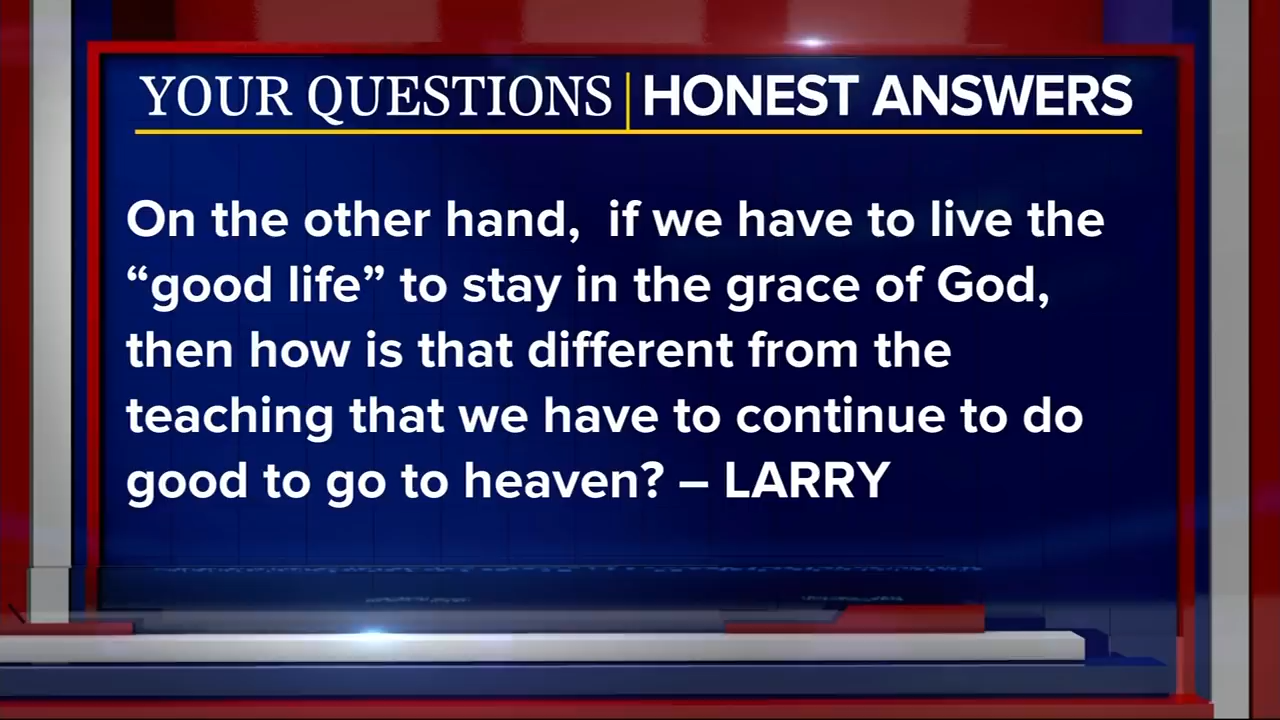 YOUR QUESTIONS | HONEST ANSWERS
On the other hand,  if we have to live the
“good life” to stay in the grace of God,
then how is that different from the
teaching that we have to continue to do
good to go to heaven? – LARRY